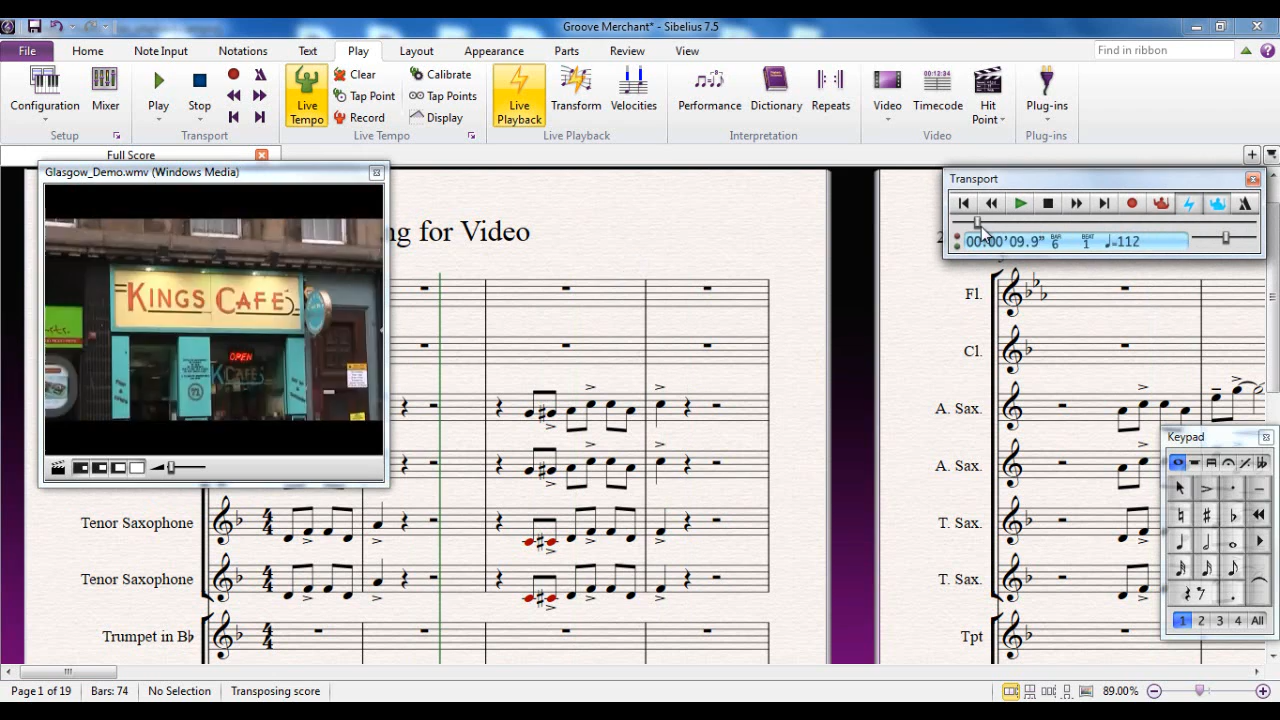 Groove Merchant* - Sibelius 7.5
File Home Note Input Notations Text Play Layout Appearance Parts Review View Find in ribbon
Configuration Mixer Play Stop Live Tempo Clear Tap Point Record Calibrate Tap Points Display Live Playback Transform Velocities Performance Dictionary Repeats Video Timecode Hit Point Plug-ins
Setup Transport Live Tempo Live Playback Interpretation Video Plug-ins
Full Score
Glasgow_Demo.wmv (Windows Media)
KINGS CAFE
OPEN
ng for Video
Transport
00:00'09.9" BAR 6 BEAT 1 ♩=112
Fl.
Cl.
A. Sax.
A. Sax.
Tenor Saxophone
T. Sax.
Tenor Saxophone
T. Sax.
Trumpet in B♭
Tpt
Keypad
1 2 3 4 All
Page 1 of 19 Bars: 74 No Selection Transposing score 89.00%